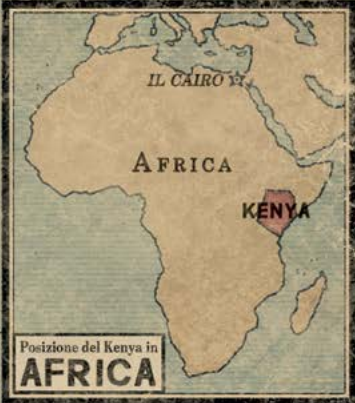 IL CAIRO
AFRICA
KENYA
Posizione del Kenya in
AFRICA